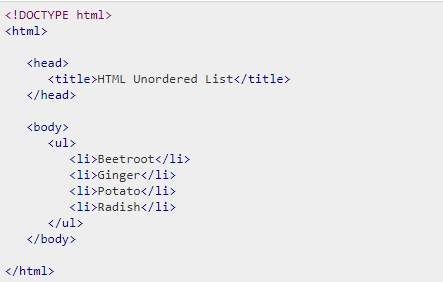 <!DOCTYPE html>
<html>
<head>
<title>HTML Unordered List</title>
</head>
<body>
<ul>
<li>Beetroot</li>
<li>Ginger</li>
<li>Potato</li>
<li>Radish</li>
</ul>
</body>
</html>